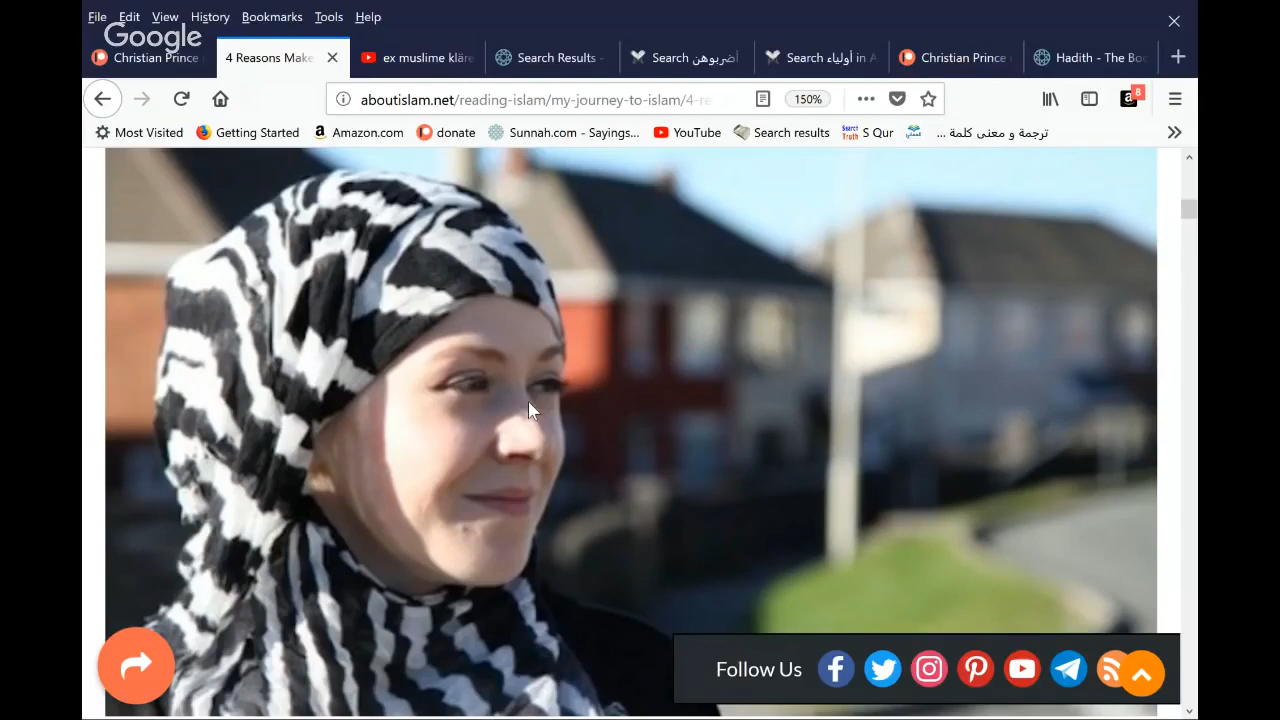 File Edit View History Bookmarks Tools Help
Google
Christian Prince
4 Reasons Make
ex muslime kläre
Search Results -
Search اضربوهن
Search أولياء in A
Christian Prince
Hadith - The Bo
aboutislam.net/reading-islam/my-journey-to-islam/4-re
150%
8
Most Visited Getting Started Amazon.com donate Sunnah.com - Sayings... YouTube Search results S Qur ترجمة و معنى كلمة ...
Follow Us